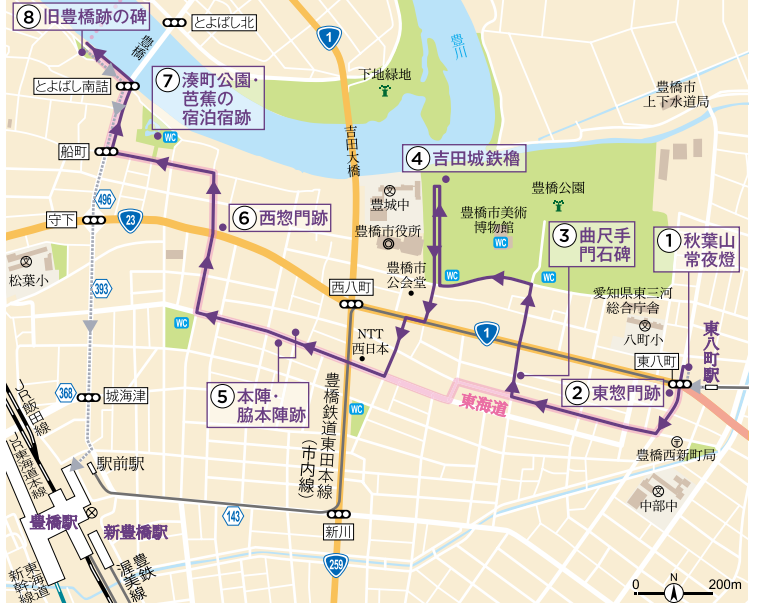 ⑧旧豊橋跡の碑
とよばし北
豊橋
1
豊川
下地緑地
とよばし南詰
⑦湊町公園・
芭蕉の
宿泊宿跡
WC
豊橋市
上下水道局
吉田大橋
船町
④吉田城鉄櫓
496
豊城中
豊橋公園
守下
23
⑥西惣門跡
豊橋市役所
豊橋市美術
博物館
WC
③曲尺手
門石碑
①秋葉山
常夜燈
松葉小
393
豊橋市
公会堂
WC
WC
西八町
愛知県東三河
総合庁舎
八町小
東八町駅
WC
NTT
西日本
1
東八町
368
城海津
⑤本陣・
脇本陣跡
豊橋鉄道東田本線
(市内線)
WC
東海道
②東惣門跡
豊橋西新町局
中部中
JR飯田線
JR東海道本線
駅前駅
豊橋駅
新豊橋駅
143
新川
259
東海道
新幹線
豊鉄
渥美線
0
N
200m